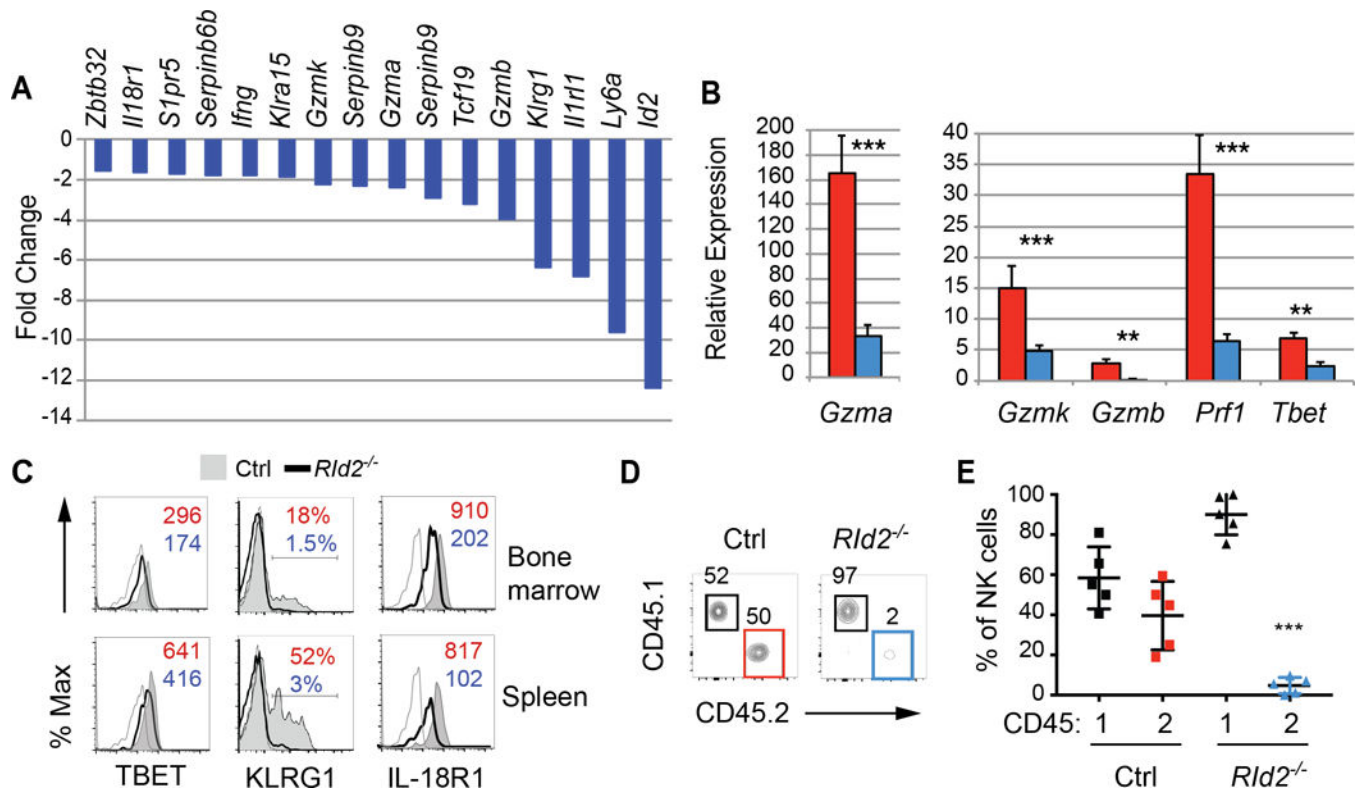 A
Zbtb32 Il18r1 S1pr5 Serpinb6b Ifng Klra15 Gzmk Serpinb9 Gzma Serpinb9 Tcf19 Gzmb Klrg1 Il1rl1 Ly6a Id2
Fold Change
0
-2
-4
-6
-8
-10
-12
-14
B
Relative Expression
200
180
160
140
120
100
80
60
40
20
0
***
Gzma
40
35
30
25
20
15
10
5
0
*** ** *** **
Gzmk Gzmb Prf1 Tbet
C
Ctrl RId2-/-
% Max
296 18% 910
174 1.5% 202
Bone marrow
641 52% 817
416 3% 102
Spleen
TBET KLRG1 IL-18R1
D
Ctrl RId2-/-
52 97
50 2
CD45.1
CD45.2
E
% of NK cells
100
80
60
40
20
0
***
CD45: 1 2 1 2
Ctrl RId2-/-